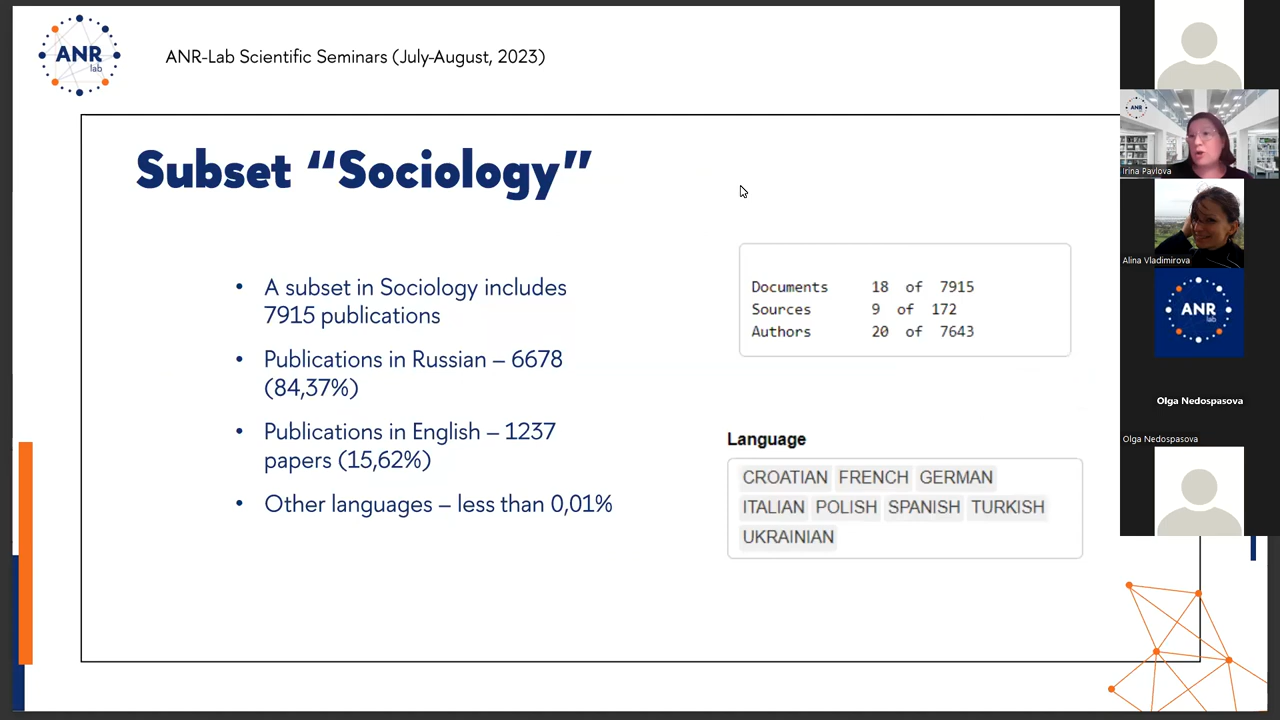 ANR
lab
ANR-Lab Scientific Seminars (July-August, 2023)
Subset “Sociology”
• A subset in Sociology includes
7915 publications
• Publications in Russian – 6678
(84,37%)
• Publications in English – 1237
papers (15,62%)
• Other languages – less than 0,01%
Documents 18 of 7915
Sources 9 of 172
Authors 20 of 7643
Language
CROATIAN FRENCH GERMAN
ITALIAN POLISH SPANISH TURKISH
UKRAINIAN
ANR
Irina Pavlova
Alina Vladimirova
ANR
lab
Olga Nedospasova
Olga Nedospasova